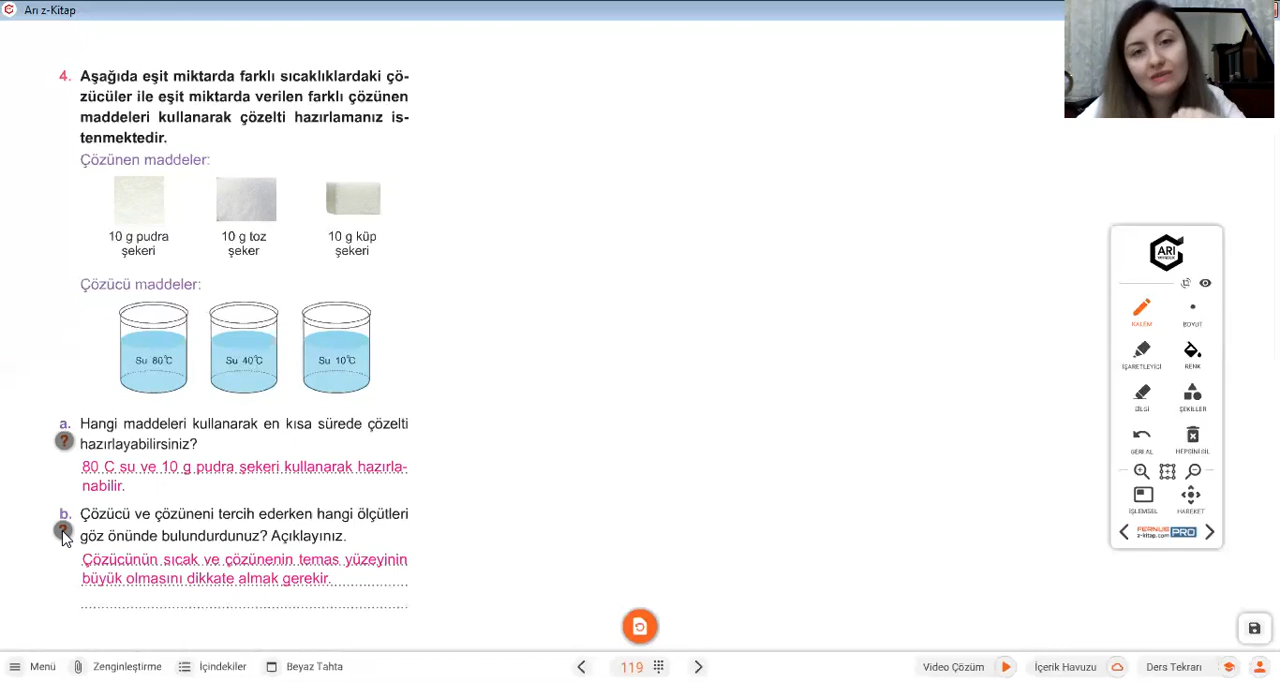 Arı z-Kitap
4. Aşağıda eşit miktarda farklı sıcaklıklardaki çö-
zücüler ile eşit miktarda verilen farklı çözünen
maddeleri kullanarak çözelti hazırlamanız is-
tenmektedir.
Çözünen maddeler:
10 g pudra şekeri
10 g toz şeker
10 g küp şekeri
Çözücü maddeler:
Su 80°C
Su 40°C
Su 10°C
a. Hangi maddeleri kullanarak en kısa sürede çözelti
? hazırlayabilirsiniz?
80 C su ve 10 g pudra şekeri kullanarak hazırla-
nabilir.
b. Çözücü ve çözüneni tercih ederken hangi ölçütleri
? göz önünde bulundurdunuz? Açıklayınız.
Çözücünün sıcak ve çözünenin temas yüzeyinin
büyük olmasını dikkate almak gerekir.
ARI
KALEM
BOYUT
İŞARETLEYİCİ
RENK
SİLGİ
ŞEKİLLER
GERİ AL
HEPSİNİ SİL
İŞLEMSEL
HAREKET
FERNUS PRO
z-kitap.com
Menü Zenginleştirme İçindekiler Beyaz Tahta 119 Video Çözüm İçerik Havuzu Ders Tekrarı